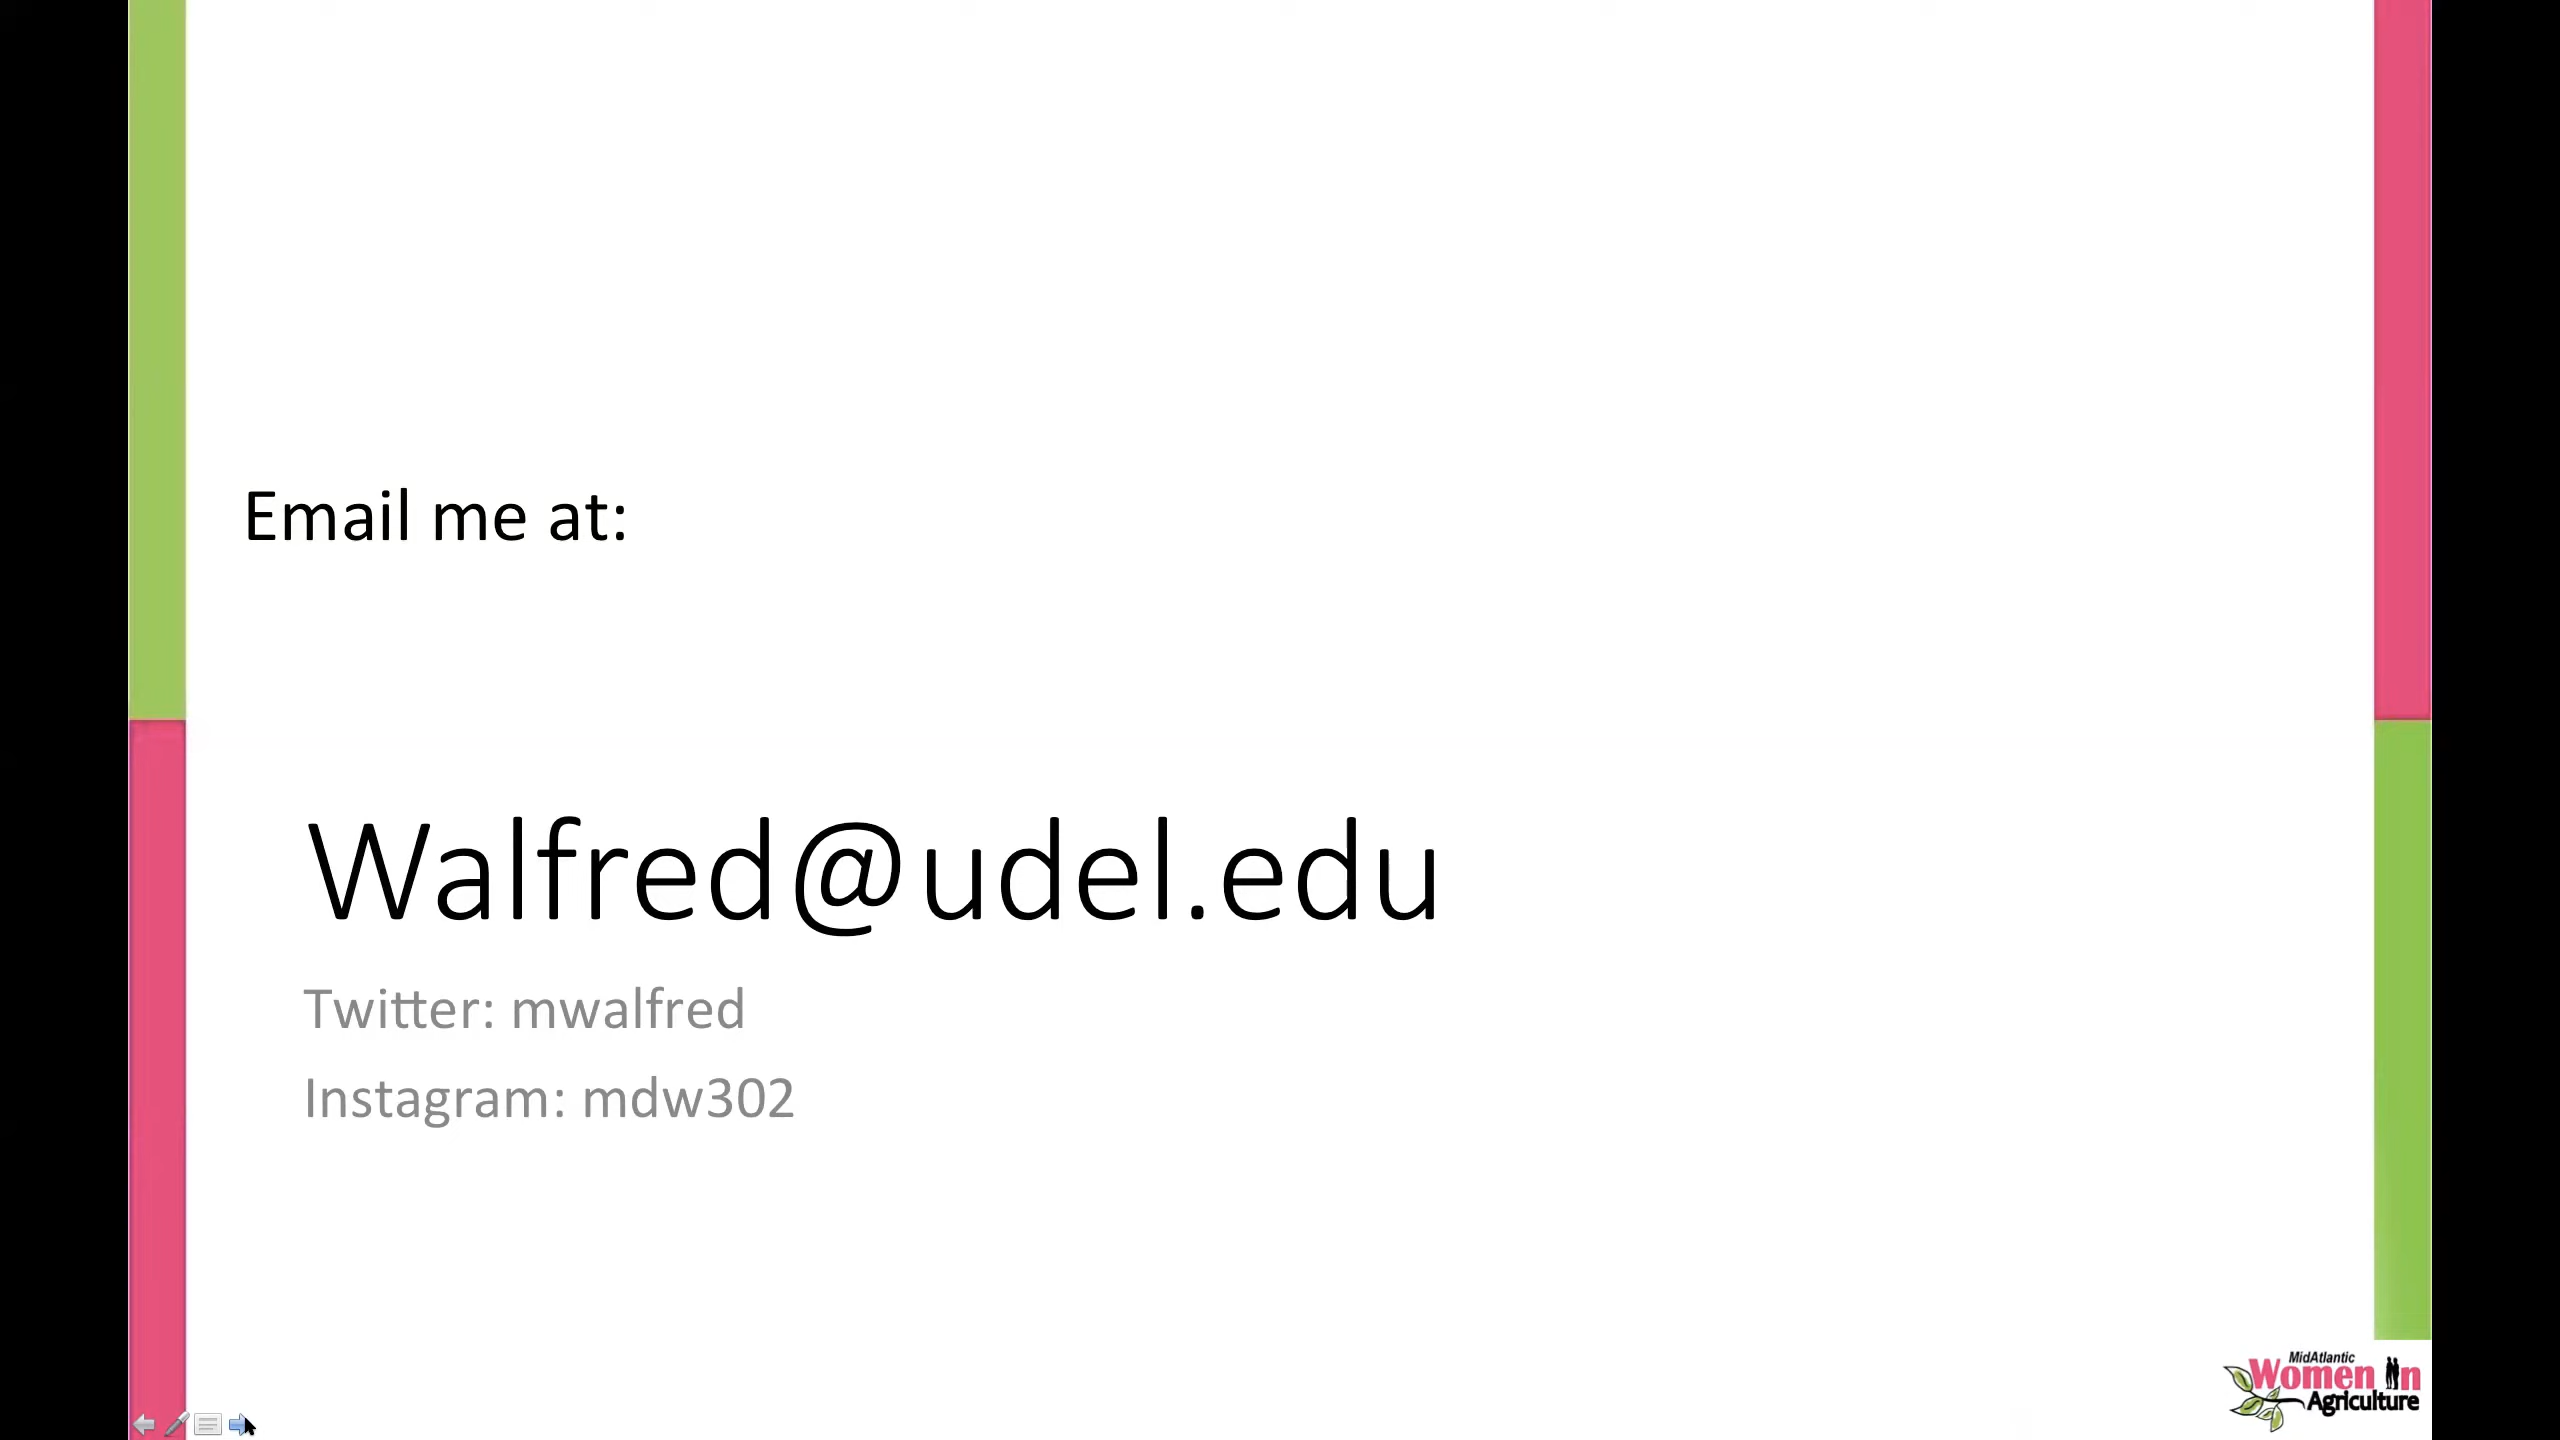 Email me at:
Walfred@udel.edu
Twitter: mwalfred
Instagram: mdw302
MidAtlantic
Women In
Agriculture